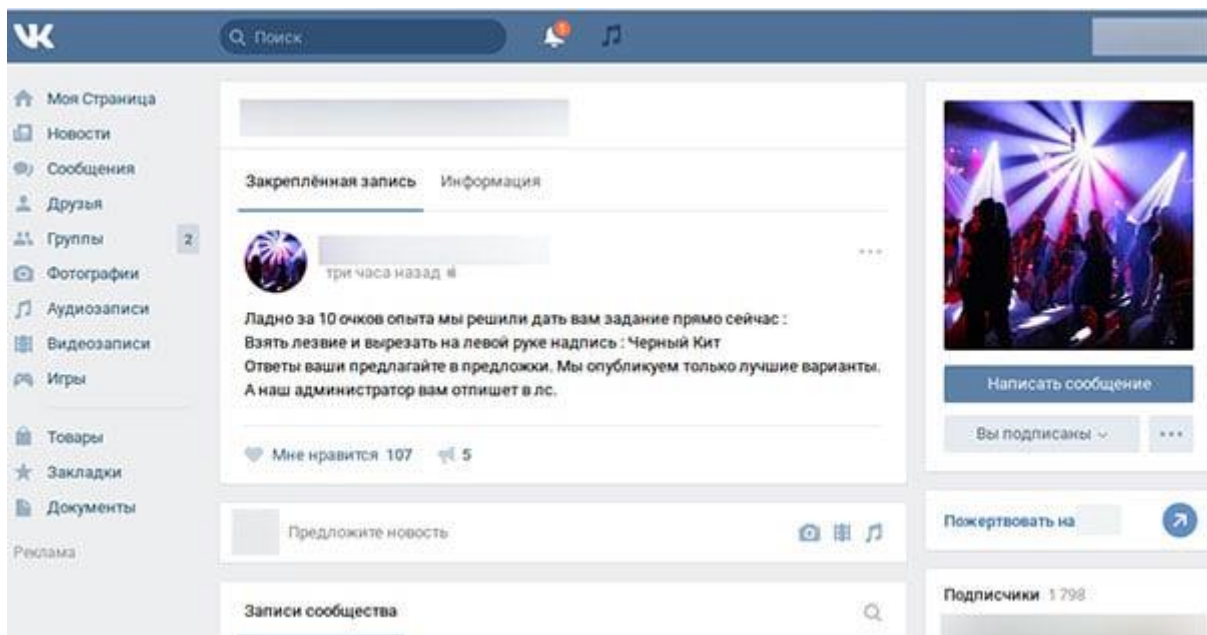 VK
Поиск
1
Моя Страница
Новости
Сообщения
Друзья
Группы 2
Фотографии
Аудиозаписи
Видеозаписи
Игры
Товары
Закладки
Документы
Реклама
Закреплённая запись Информация
три часа назад
Ладно за 10 очков опыта мы решили дать вам задание прямо сейчас :
Взять лезвие и вырезать на левой руке надпись : Черный Кит
Ответы ваши предлагайте в предложки. Мы опубликуем только лучшие варианты.
А наш администратор вам отпишет в лс.
Мне нравится 107 5
Предложите новость
Записи сообщества
Написать сообщение
Вы подписаны
Пожертвовать на
Подписчики 1 798